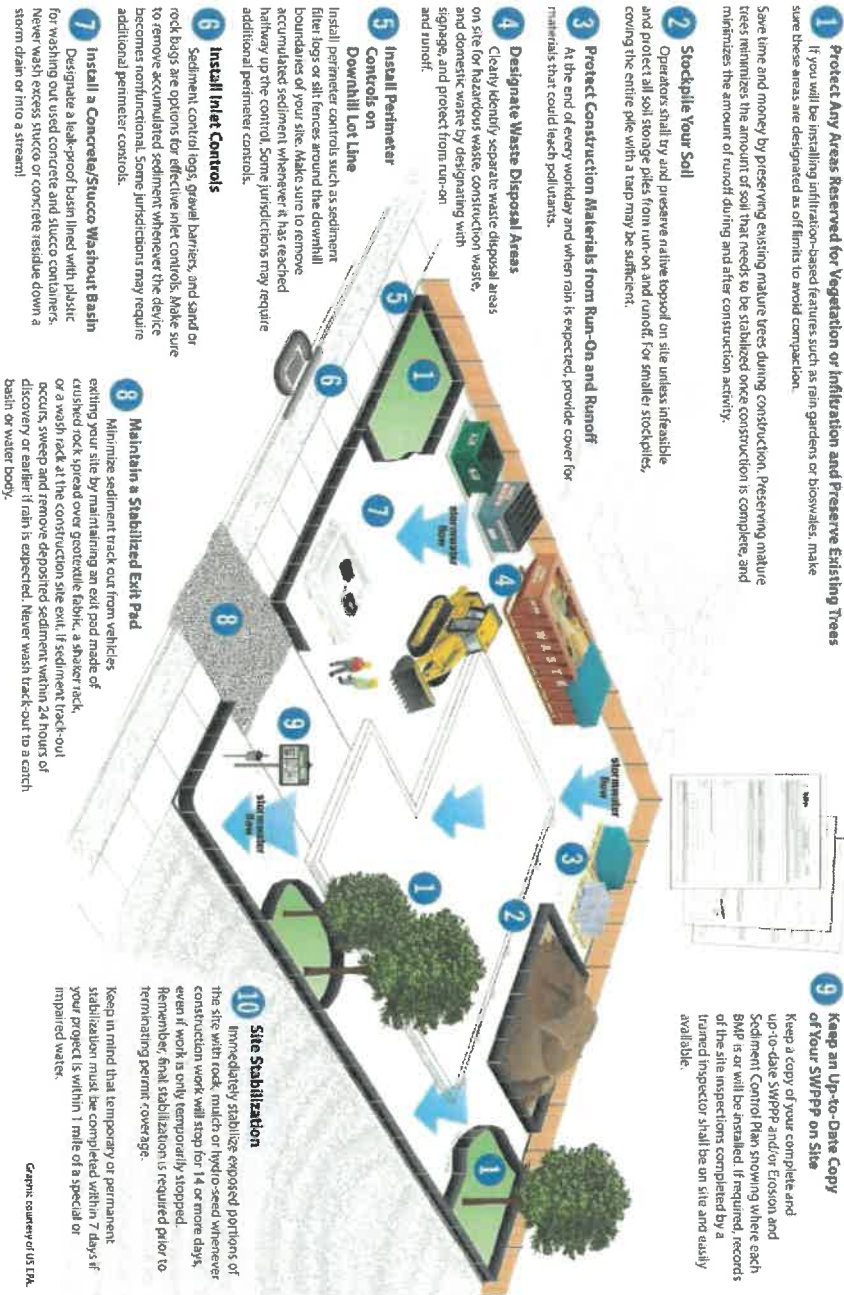 1 Protect Any Areas Reserved for Vegetation or Infiltration and Preserve Existing Trees
If you will be installing infiltration-based features such as rain gardens or bioswales, make
sure these areas are designated as off limits to avoid compaction.
Save time and money by preserving existing mature trees during construction. Preserving mature
trees minimizes the amount of soil that needs to be stabilized once construction is complete, and
minimizes the amount of runoff during and after construction activity.
2 Stockpile Your Soil
Operators shall try and preserve native topsoil on site unless infeasible
and protect all soil storage piles from run-on and runoff. For smaller stockpiles,
coving the entire pile with a tarp may be sufficient.
3 Protect Construction Materials from Run-On and Runoff
At the end of every workday and when rain is expected, provide cover for
materials that could leach pollutants.
4 Designate Waste Disposal Areas
Clearly identify separate waste disposal areas
on site for hazardous waste, construction waste,
and domestic waste by designating with
signage, and protect from run-on
and runoff.
5 Install Perimeter
Controls on
Downhill Lot Line
Install perimeter controls such as sediment
filter logs or silt fences around the downhill
boundaries of your site. Make sure to remove
accumulated sediment whenever it has reached
halfway up the control. Some jurisdictions may require
additional perimeter controls.
6 Install Inlet Controls
Sediment control logs, gravel barriers, and sand or
rock bags are options for effective inlet controls. Make sure
to remove accumulated sediment whenever the device
becomes nonfunctional. Some jurisdictions may require
additional perimeter controls.
7 Install a Concrete/Stucco Washout Basin
Designate a leak-proof basin lined with plastic
for washing out used concrete and stucco containers.
Never wash excess stucco or concrete residue down a
storm drain or into a stream!
8 Maintain a Stabilized Exit Pad
Minimize sediment track out from vehicles
exiting your site by maintaining an exit pad made of
crushed rock spread over geotextile fabric, a shaker rack,
or a wash rack at the construction site exit. If sediment track-out
occurs, sweep and remove deposited sediment within 24 hours of
discovery or earlier if rain is expected. Never wash track-out to a catch
basin or water body.
9 Keep an Up-to-Date Copy
of Your SWPPP on Site
Keep a copy of your complete and
up-to-date SWPPP and/or Erosion and
Sediment Control Plan showing where each
BMP is or will be installed. If required, records
of the site inspections completed by a
trained inspector shall be on site and easily
available.
10 Site Stabilization
Immediately stabilize exposed portions of
the site with rock, mulch or hydro-seed whenever
construction work will stop for 14 or more days,
even if work is only temporarily stopped.
Remember, final stabilization is required prior to
terminating permit coverage.
Keep in mind that temporary or permanent
stabilization must be completed within 7 days if
your project is within 1 mile of a special or
impaired water.
Graphic courtesy of US EPA.
stormwater
flow
stormwater
flow
stormwater
flow
WASTE
1
1
1
2
3
4
5
6
7
8
9